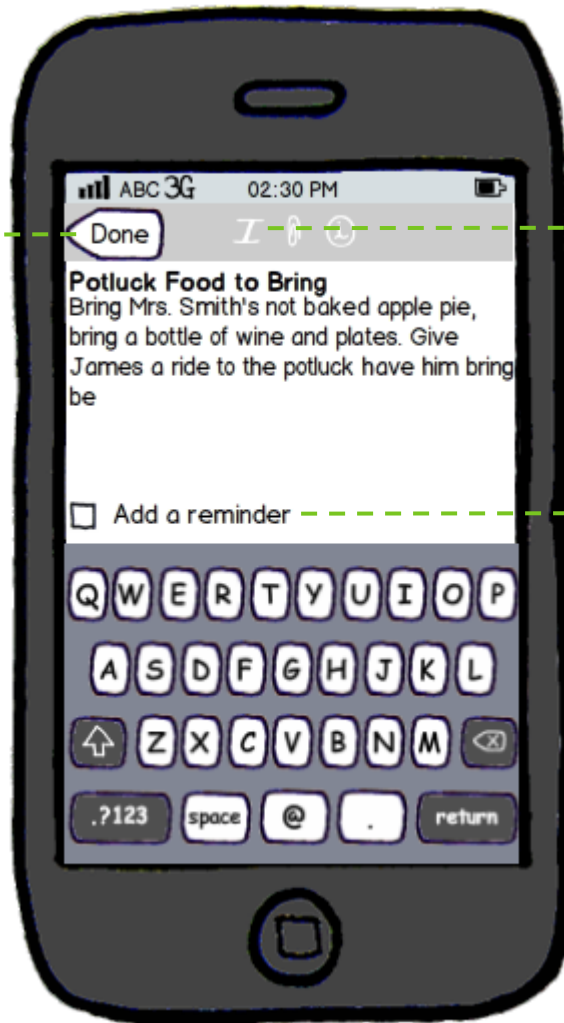 ABC 3G 02:30 PM
Done I i
Potluck Food to Bring
Bring Mrs. Smith's not baked apple pie,
bring a bottle of wine and plates. Give
James a ride to the potluck have him bring
be
Add a reminder
Q W E R T Y U I O P
A S D F G H J K L
Z X C V B N M
.?123 space @ . return